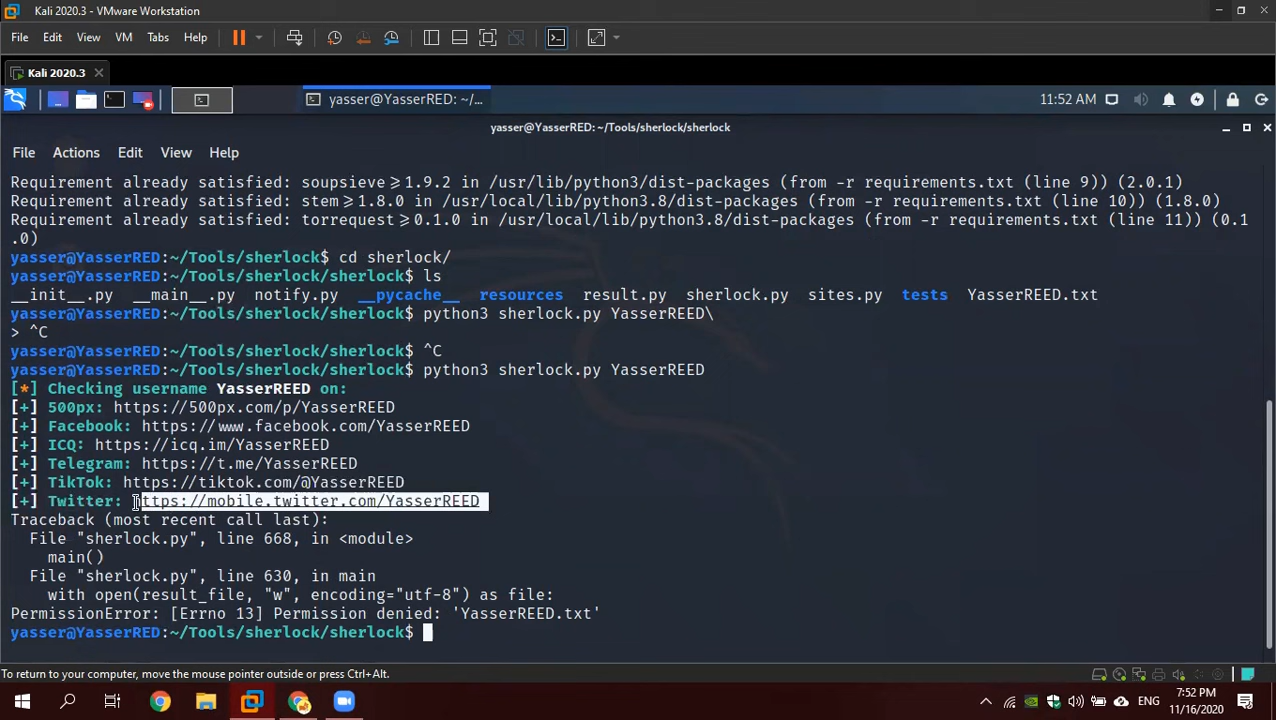 Kali 2020.3 - VMware Workstation
File Edit View VM Tabs Help
Kali 2020.3
yasser@YasserRED: ~/... 11:52 AM
yasser@YasserRED: ~/Tools/sherlock/sherlock
File Actions Edit View Help
Requirement already satisfied: soupsieve≥1.9.2 in /usr/lib/python3/dist-packages (from -r requirements.txt (line 9)) (2.0.1)
Requirement already satisfied: stem≥1.8.0 in /usr/local/lib/python3.8/dist-packages (from -r requirements.txt (line 10)) (1.8.0)
Requirement already satisfied: torrequest≥0.1.0 in /usr/local/lib/python3.8/dist-packages (from -r requirements.txt (line 11)) (0.1
.0)
yasser@YasserRED:~/Tools/sherlock$ cd sherlock/
yasser@YasserRED:~/Tools/sherlock/sherlock$ ls
__init__.py __main__.py notify.py __pycache__ resources result.py sherlock.py sites.py tests YasserREED.txt
yasser@YasserRED:~/Tools/sherlock/sherlock$ python3 sherlock.py YasserREED\
> ^C
yasser@YasserRED:~/Tools/sherlock/sherlock$ ^C
yasser@YasserRED:~/Tools/sherlock/sherlock$ python3 sherlock.py YasserREED
[*] Checking username YasserREED on:
[+] 500px: https://500px.com/p/YasserREED
[+] Facebook: https://www.facebook.com/YasserREED
[+] ICQ: https://icq.im/YasserREED
[+] Telegram: https://t.me/YasserREED
[+] TikTok: https://tiktok.com/@YasserREED
[+] Twitter: https://mobile.twitter.com/YasserREED
Traceback (most recent call last):
File "sherlock.py", line 668, in <module>
main()
File "sherlock.py", line 630, in main
with open(result_file, "w", encoding="utf-8") as file:
PermissionError: [Errno 13] Permission denied: 'YasserREED.txt'
yasser@YasserRED:~/Tools/sherlock/sherlock$
To return to your computer, move the mouse pointer outside or press Ctrl+Alt.
ENG 7:52 PM
11/16/2020